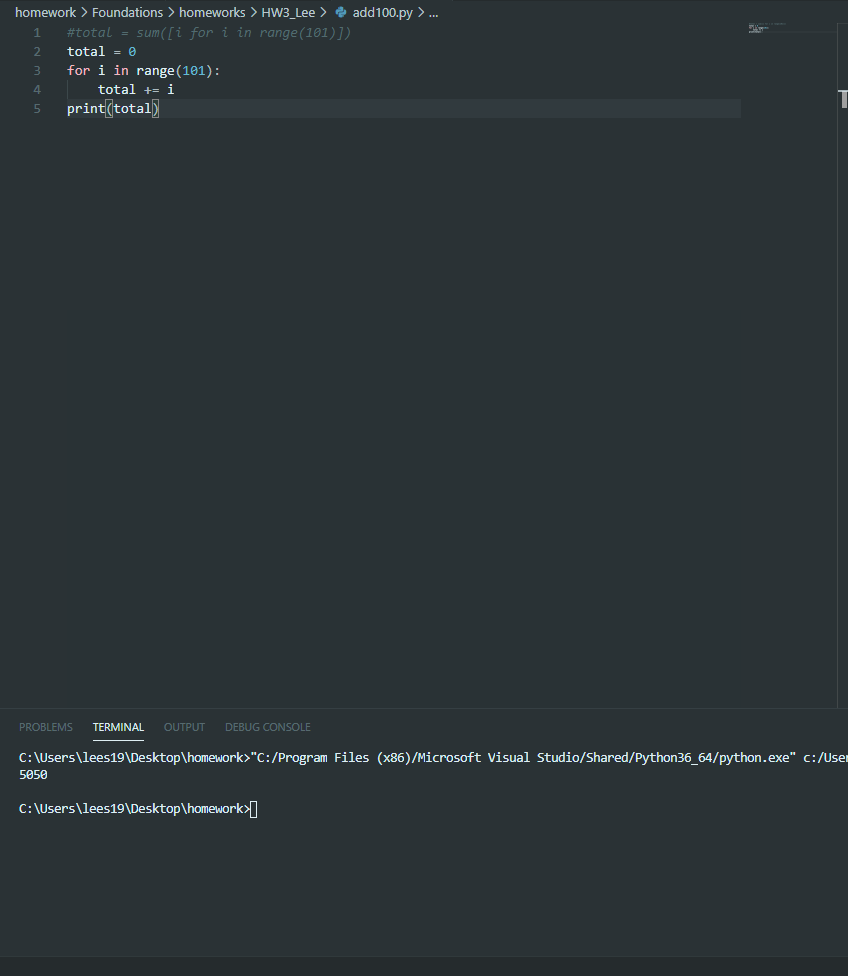 homework > Foundations > homeworks > HW3_Lee > add100.py > ...
1 #total = sum([i for i in range(101)])
2 total = 0
3 for i in range(101):
4 total += i
5 print(total)
PROBLEMS TERMINAL OUTPUT DEBUG CONSOLE
C:\Users\lees19\Desktop\homework>"C:/Program Files (x86)/Microsoft Visual Studio/Shared/Python36_64/python.exe" c:/User
5050
C:\Users\lees19\Desktop\homework>